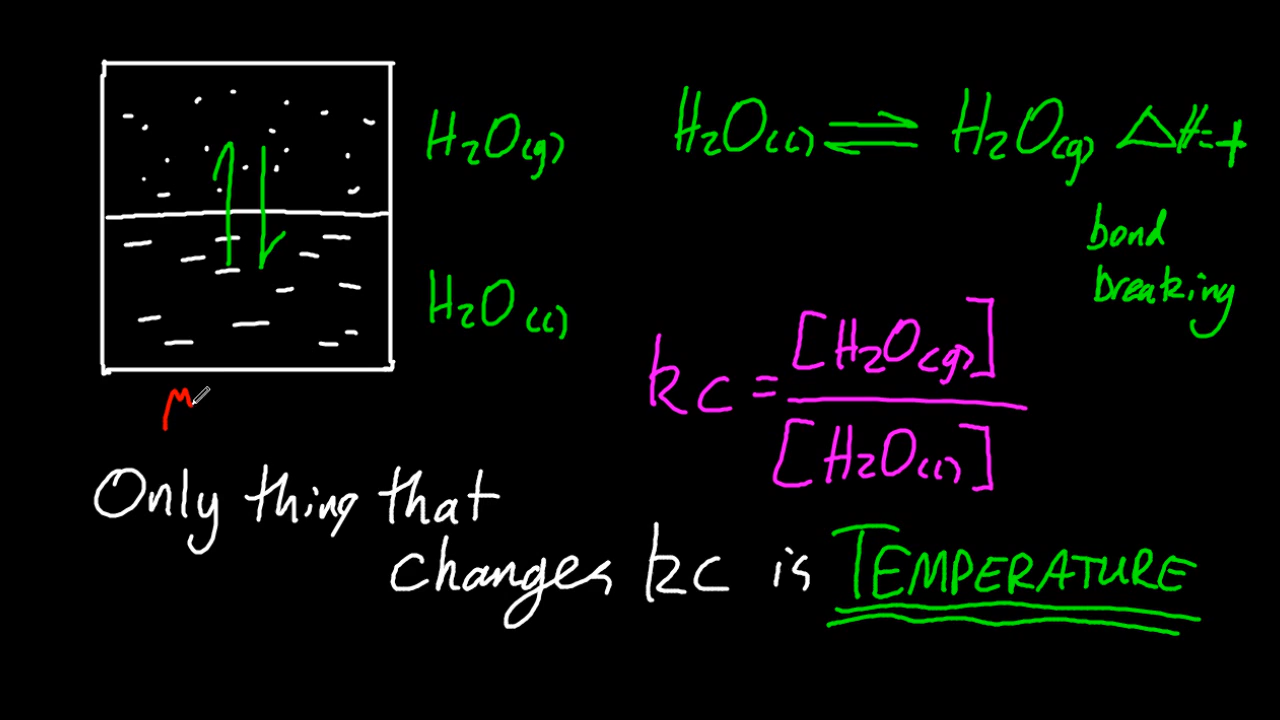 H2O(g)
H2O(l)
H2O(l) ⇌ H2O(g) ΔH=+
bond
breaking
kc = [H2O(g)]
[H2O(l)]
Only thing that
changes kc is TEMPERATURE